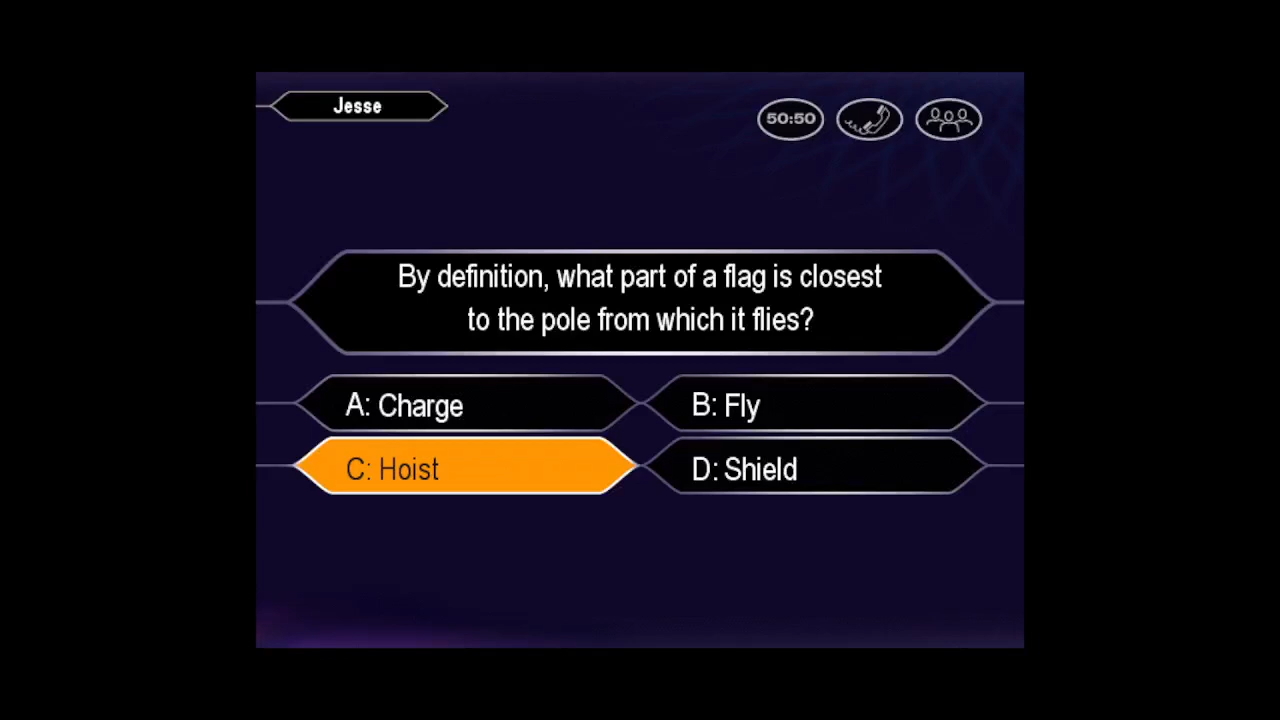 Jesse
50:50
By definition, what part of a flag is closest
to the pole from which it flies?
A: Charge
B: Fly
C: Hoist
D: Shield